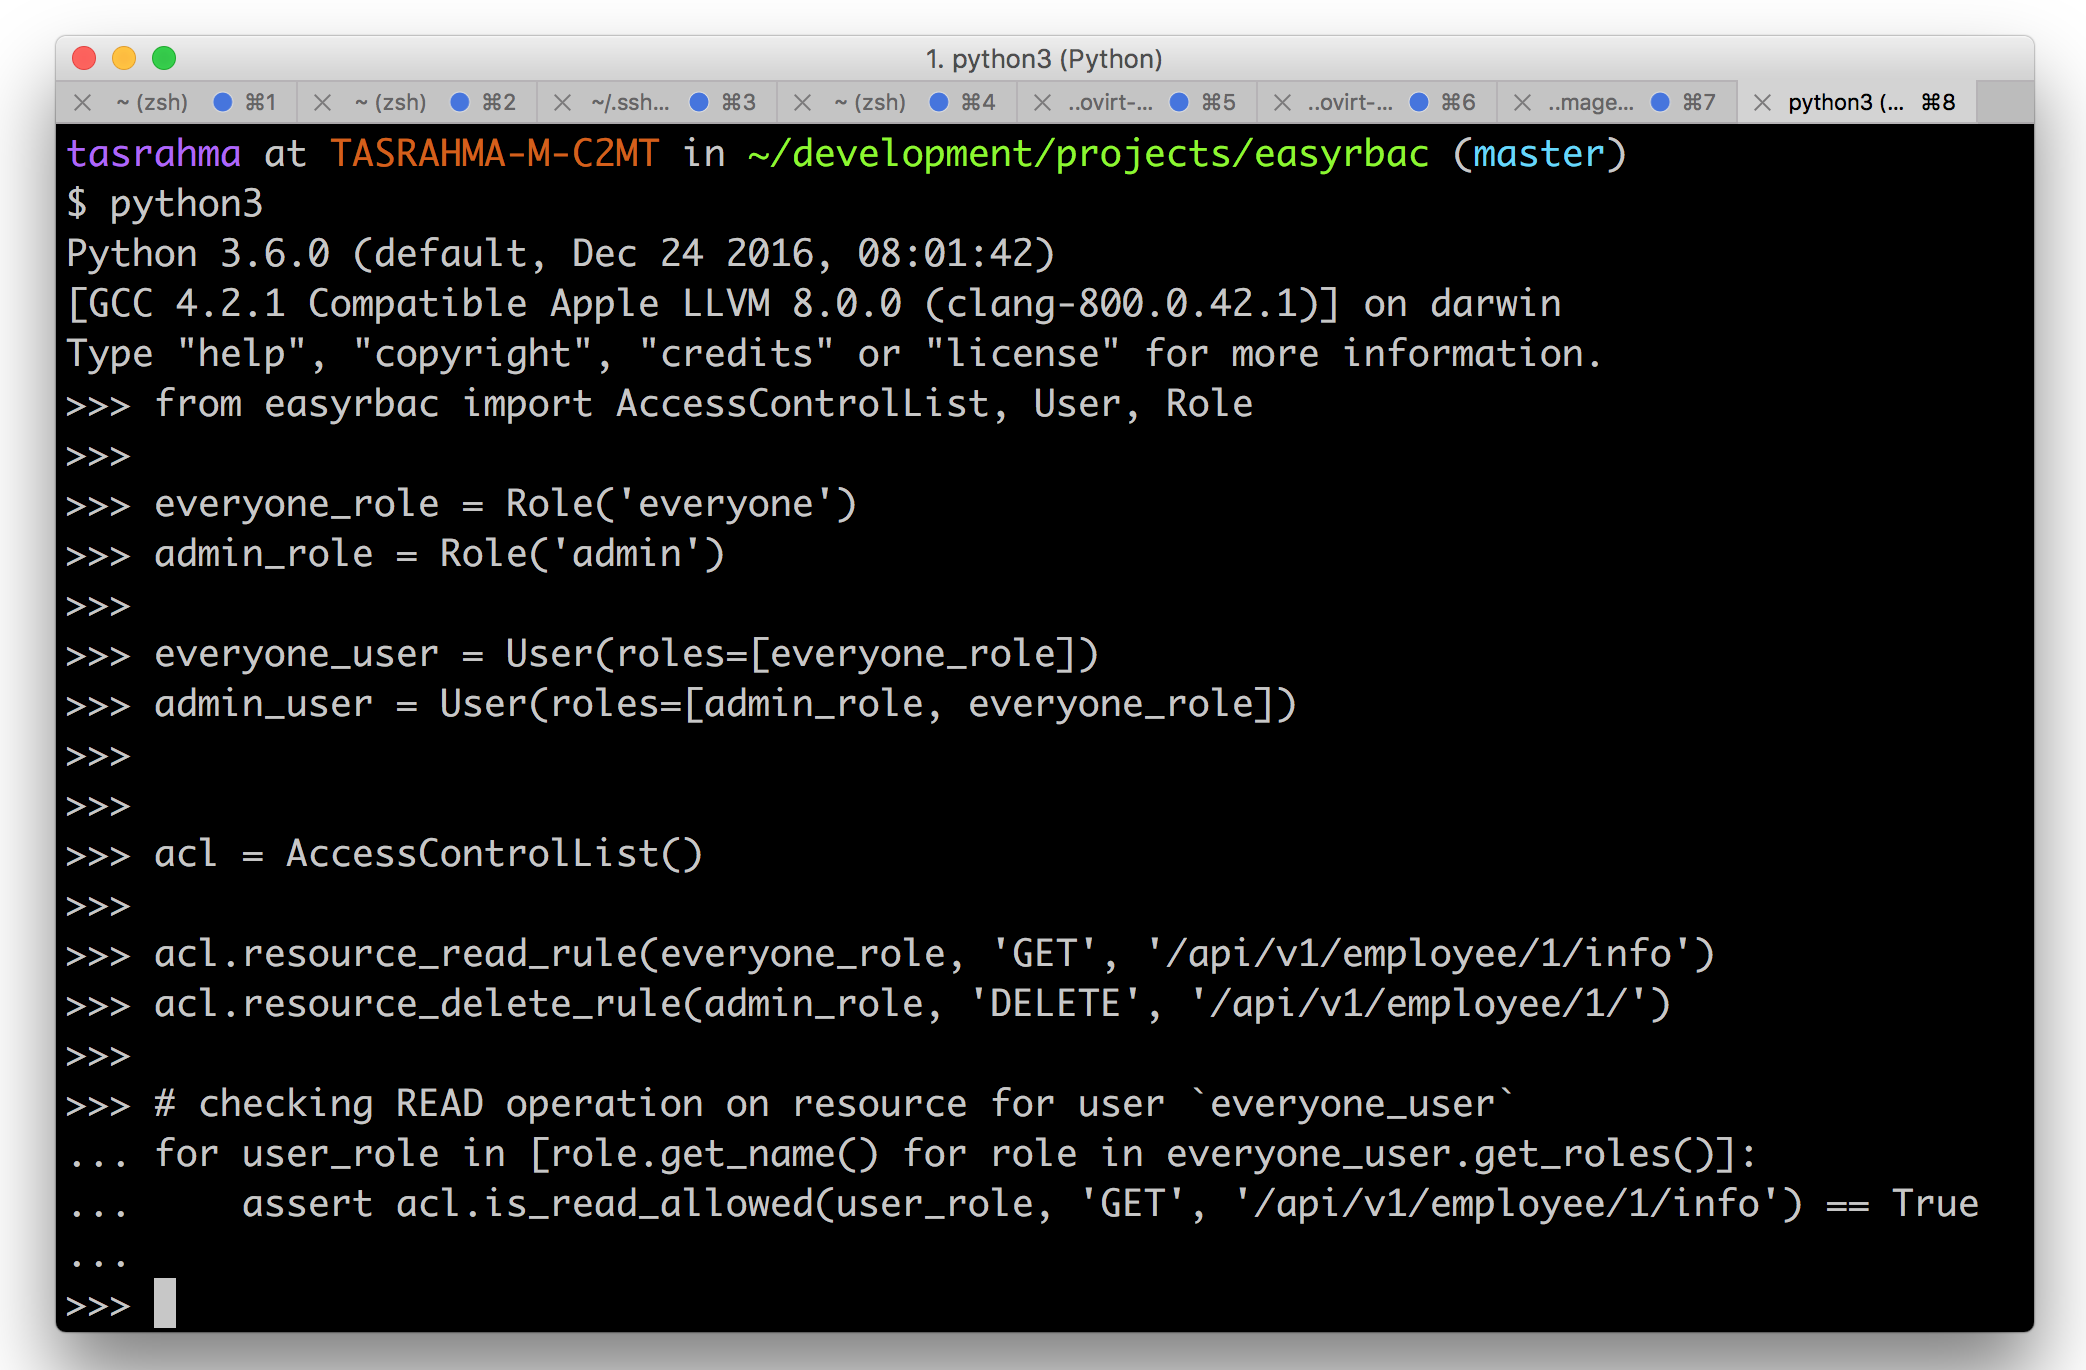 1. python3 (Python)
~ (zsh) ⌘1 ~ (zsh) ⌘2 ~/.ssh... ⌘3 ~ (zsh) ⌘4 ..ovirt-... ⌘5 ..ovirt-... ⌘6 ..mage... ⌘7 python3 (... ⌘8
tasrahma at TASRAHMA-M-C2MT in ~/development/projects/easyrbac (master)
$ python3
Python 3.6.0 (default, Dec 24 2016, 08:01:42)
[GCC 4.2.1 Compatible Apple LLVM 8.0.0 (clang-800.0.42.1)] on darwin
Type "help", "copyright", "credits" or "license" for more information.
>>> from easyrbac import AccessControlList, User, Role
>>>
>>> everyone_role = Role('everyone')
>>> admin_role = Role('admin')
>>>
>>> everyone_user = User(roles=[everyone_role])
>>> admin_user = User(roles=[admin_role, everyone_role])
>>>
>>>
>>> acl = AccessControlList()
>>>
>>> acl.resource_read_rule(everyone_role, 'GET', '/api/v1/employee/1/info')
>>> acl.resource_delete_rule(admin_role, 'DELETE', '/api/v1/employee/1/')
>>>
>>> # checking READ operation on resource for user `everyone_user`
... for user_role in [role.get_name() for role in everyone_user.get_roles()]:
...     assert acl.is_read_allowed(user_role, 'GET', '/api/v1/employee/1/info') == True
...
>>>